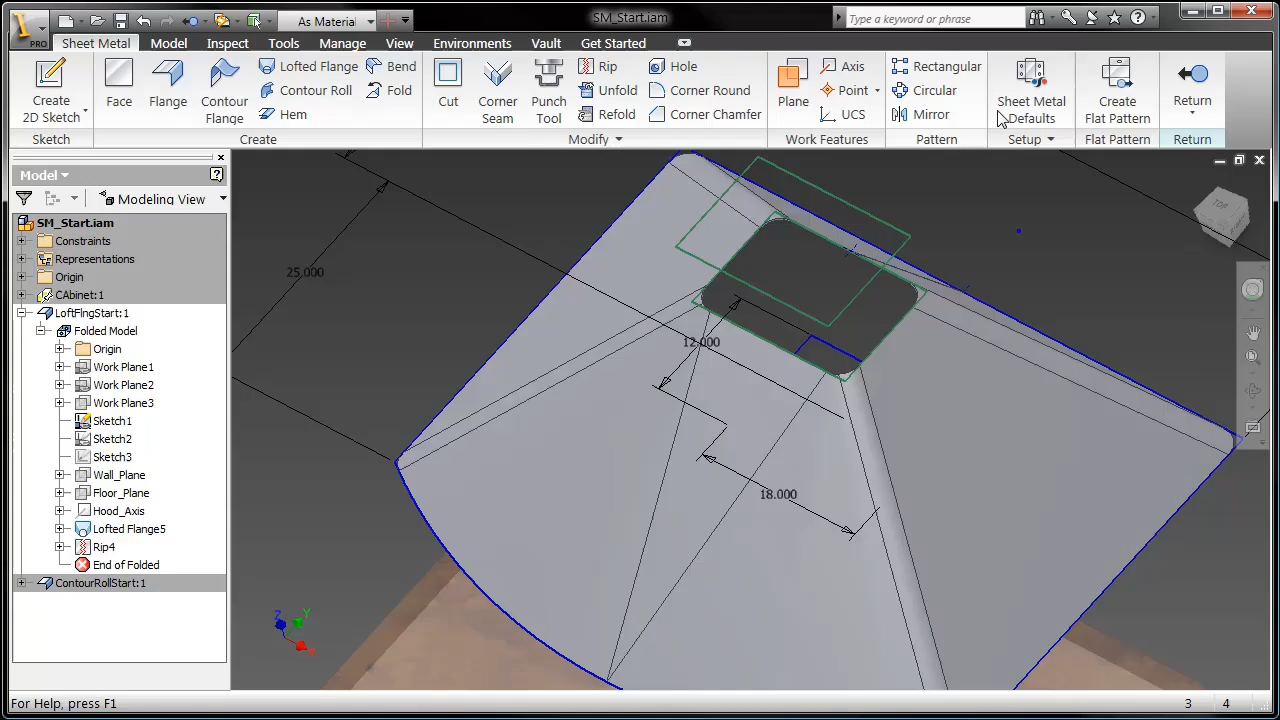 SM_Start.iam
As Material
Type a keyword or phrase
PRO
Sheet Metal Model Inspect Tools Manage View Environments Vault Get Started
Create
2D Sketch
Face
Flange
Contour
Flange
Lofted Flange
Contour Roll
Hem
Bend
Fold
Cut
Corner
Seam
Punch
Tool
Rip
Unfold
Refold
Hole
Corner Round
Corner Chamfer
Plane
Axis
Point
UCS
Rectangular
Circular
Mirror
Sheet Metal
Defaults
Create
Flat Pattern
Return
Sketch Create Modify Work Features Pattern Setup Flat Pattern Return
Model
Modeling View
SM_Start.iam
Constraints
Representations
Origin
CAbinet:1
LoftFlngStart:1
Folded Model
Origin
Work Plane1
Work Plane2
Work Plane3
Sketch1
Sketch2
Sketch3
Wall_Plane
Floor_Plane
Hood_Axis
Lofted Flange5
Rip4
End of Folded
ContourRollStart:1
25.000
12.000
18.000
TOP
Z
Y
X
For Help, press F1
3 4